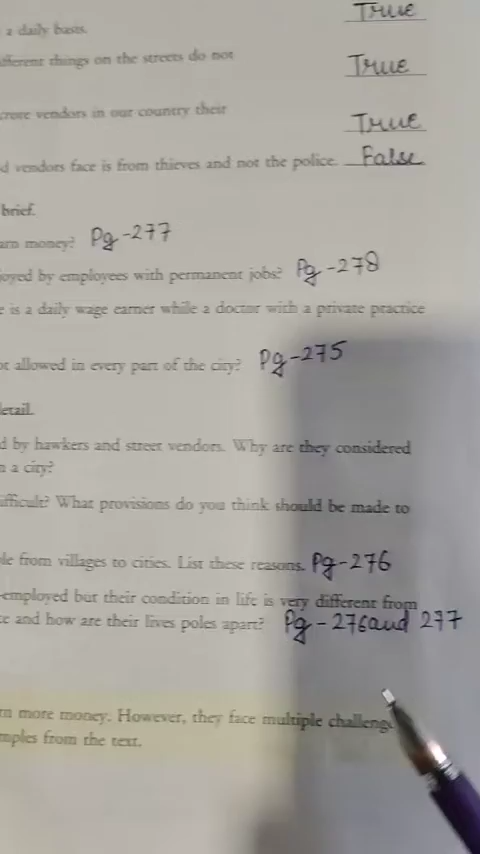 a daily basis. True
fferent things on the streets do not
True
crore vendors in our country their
True
d vendors face is from thieves and not the police. False
brief.
arn money? Pg-277
joyed by employees with permanent jobs? Pg-278
e is a daily wage earner while a doctor with a private practice
ot allowed in every part of the city? Pg-275
etail.
d by hawkers and street vendors. Why are they considered
n a city?
ifficult? What provisions do you think should be made to
ple from villages to cities. List these reasons. Pg-276
-employed but their condition in life is very different from
ce and how are their lives poles apart? Pg-276 and 277
rn more money. However, they face multiple challeng
mples from the text.